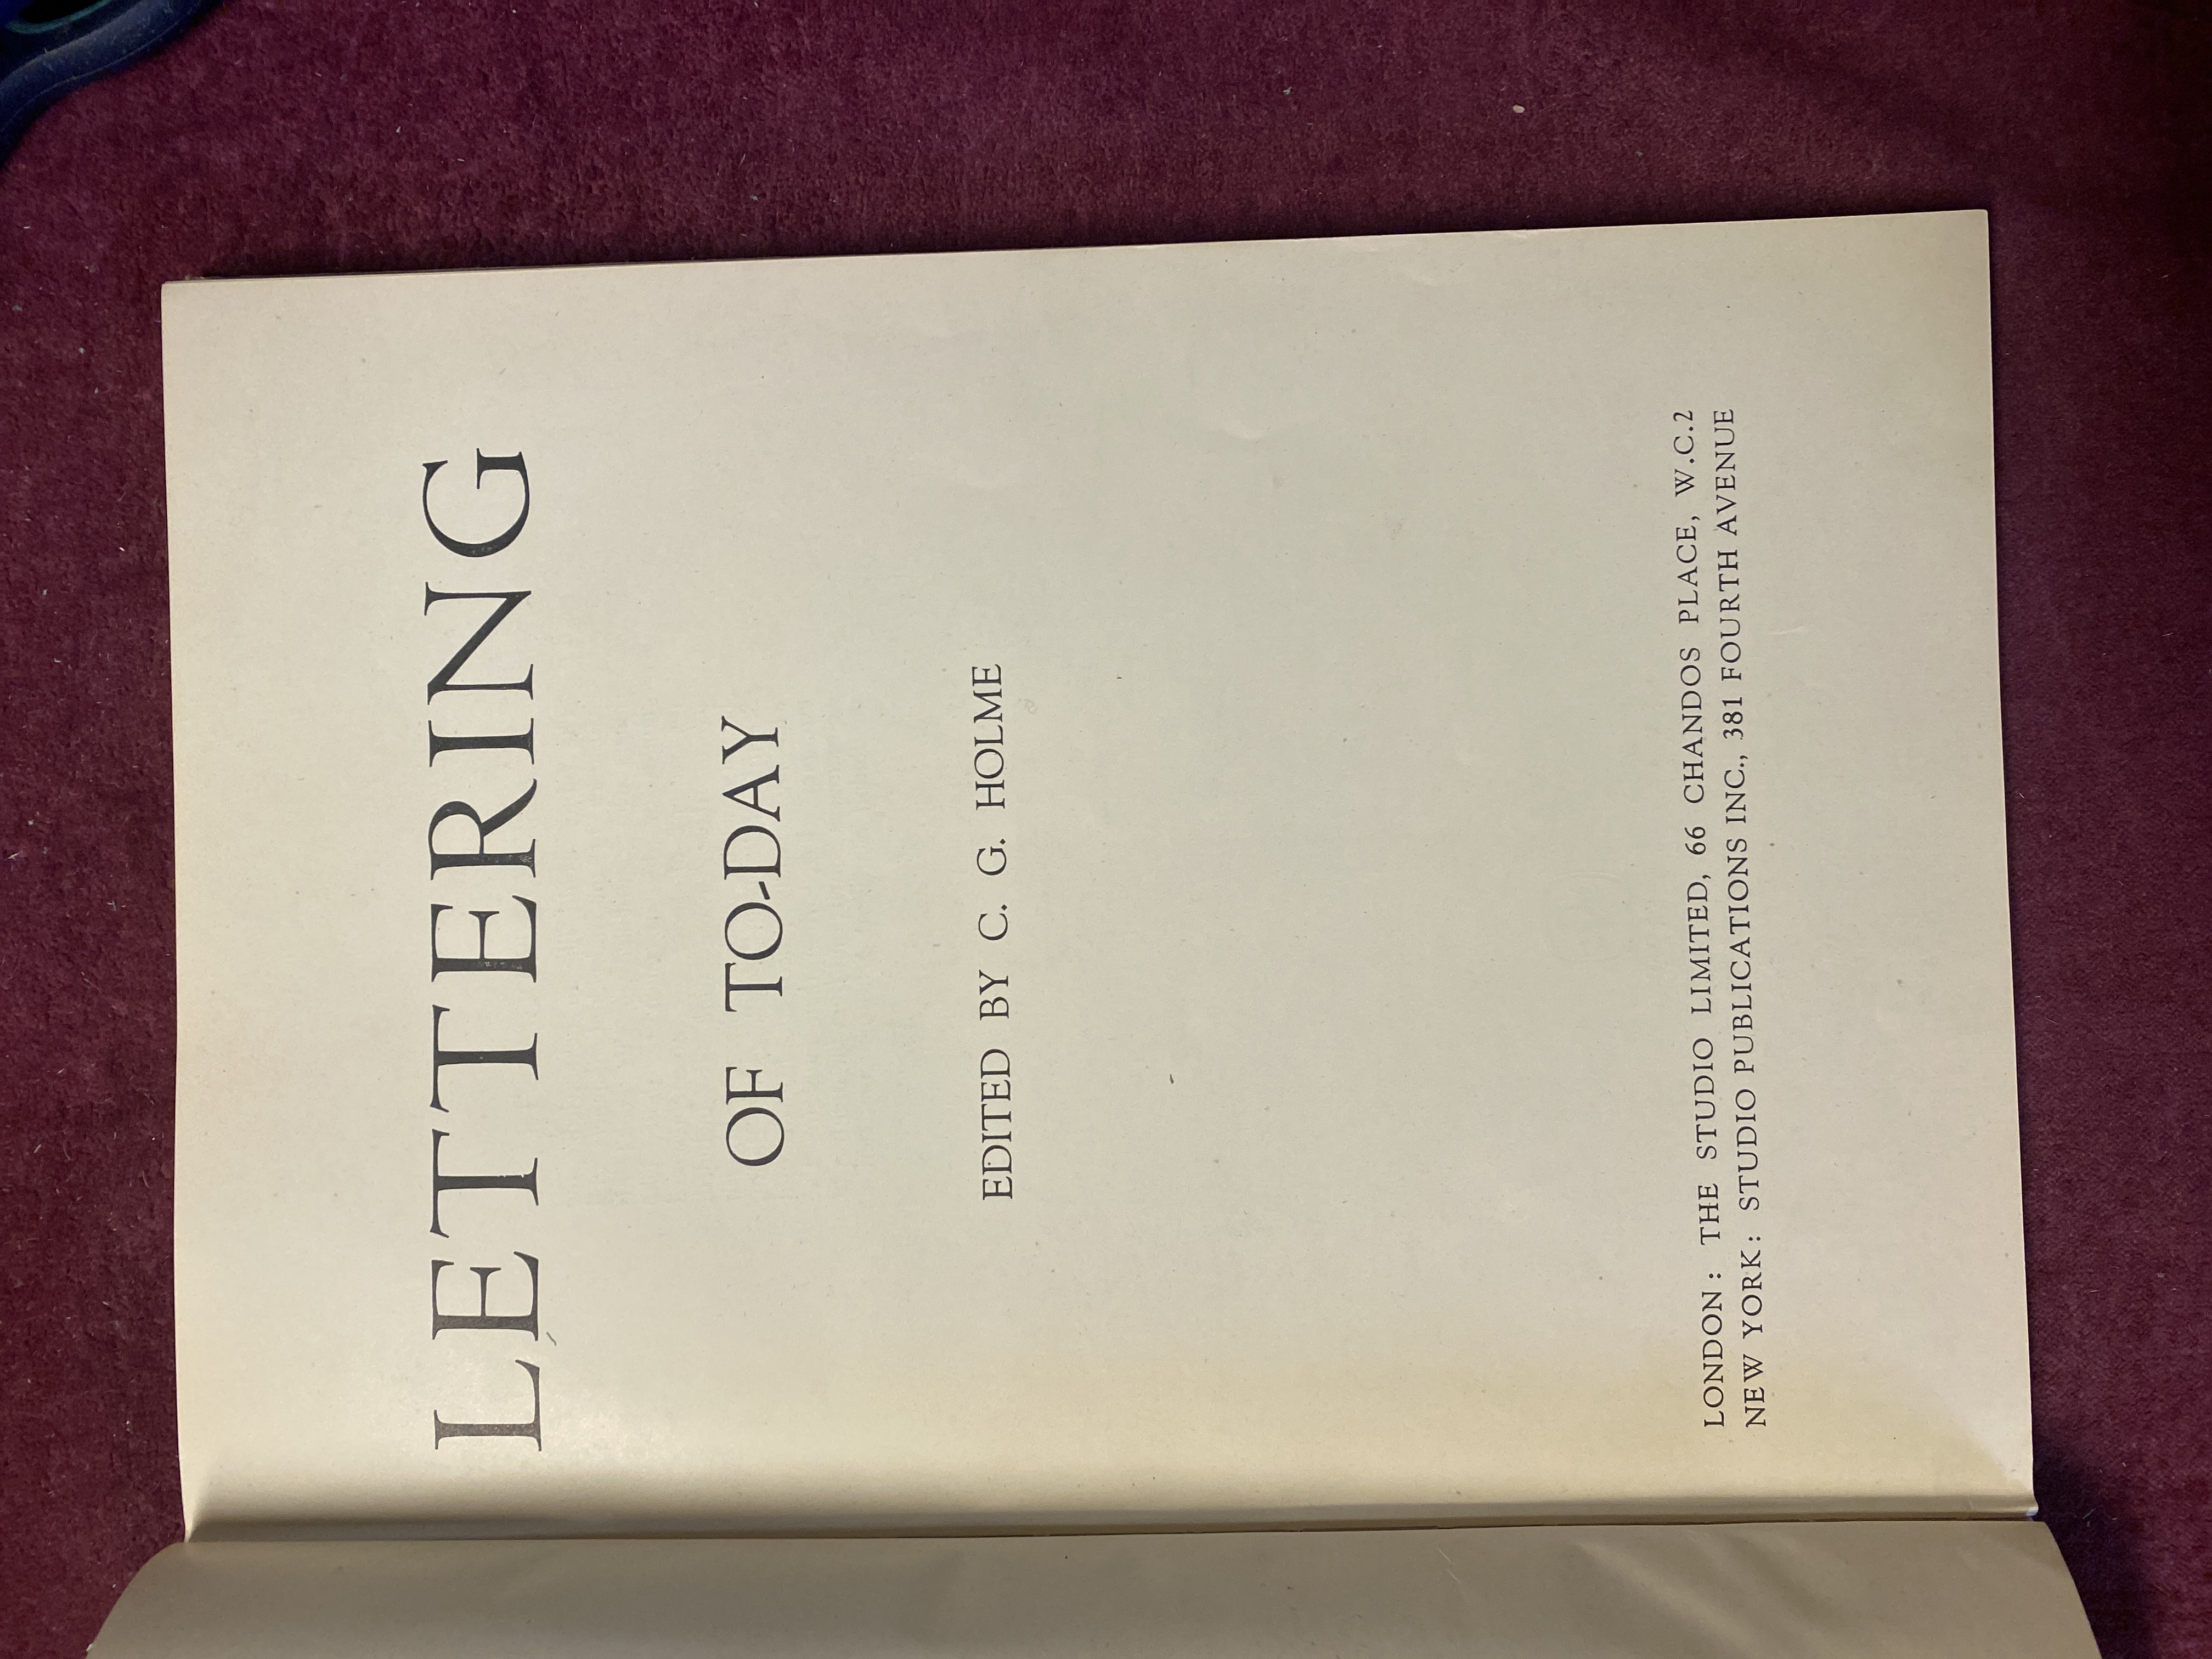 LETTERING
OF TO-DAY
EDITED BY C. G. HOLME
LONDON : THE STUDIO LIMITED, 66 CHANDOS PLACE, W.C.2
NEW YORK : STUDIO PUBLICATIONS INC., 381 FOURTH AVENUE